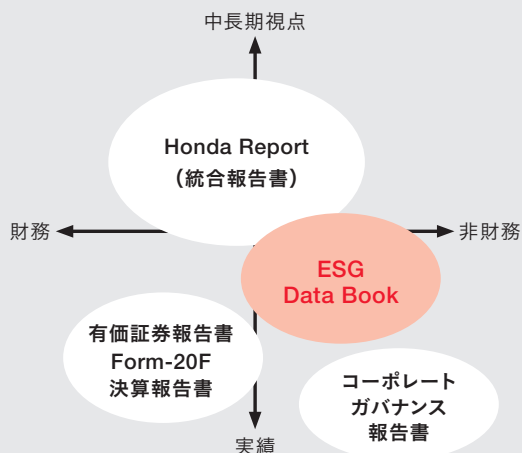 中長期視点
Honda Report
（統合報告書）
財務
非財務
ESG
Data Book
有価証券報告書
Form-20F
決算報告書
コーポレート
ガバナンス
報告書
実績